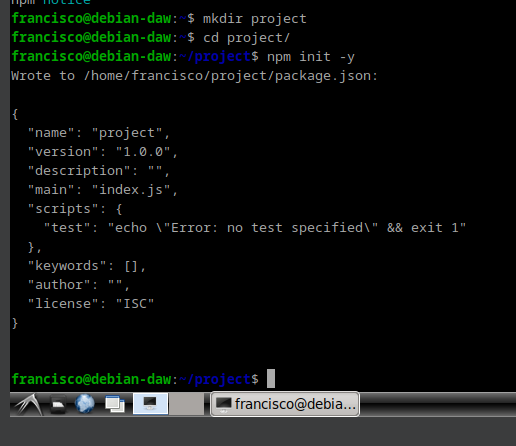 npm notice
francisco@debian-daw:~$ mkdir project
francisco@debian-daw:~$ cd project/
francisco@debian-daw:~/project$ npm init -y
Wrote to /home/francisco/project/package.json:
{
  "name": "project",
  "version": "1.0.0",
  "description": "",
  "main": "index.js",
  "scripts": {
    "test": "echo \"Error: no test specified\" && exit 1"
  },
  "keywords": [],
  "author": "",
  "license": "ISC"
}
francisco@debian-daw:~/project$
francisco@debia...